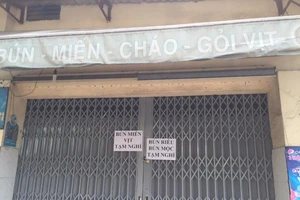 BÚN - MIẾN - CHÁO - GỎI VỊT
BÚN MIẾN
VỊT
TẠM NGHỈ
BÚN RIÊU
BÚN MỌC
TẠM NGHỈ